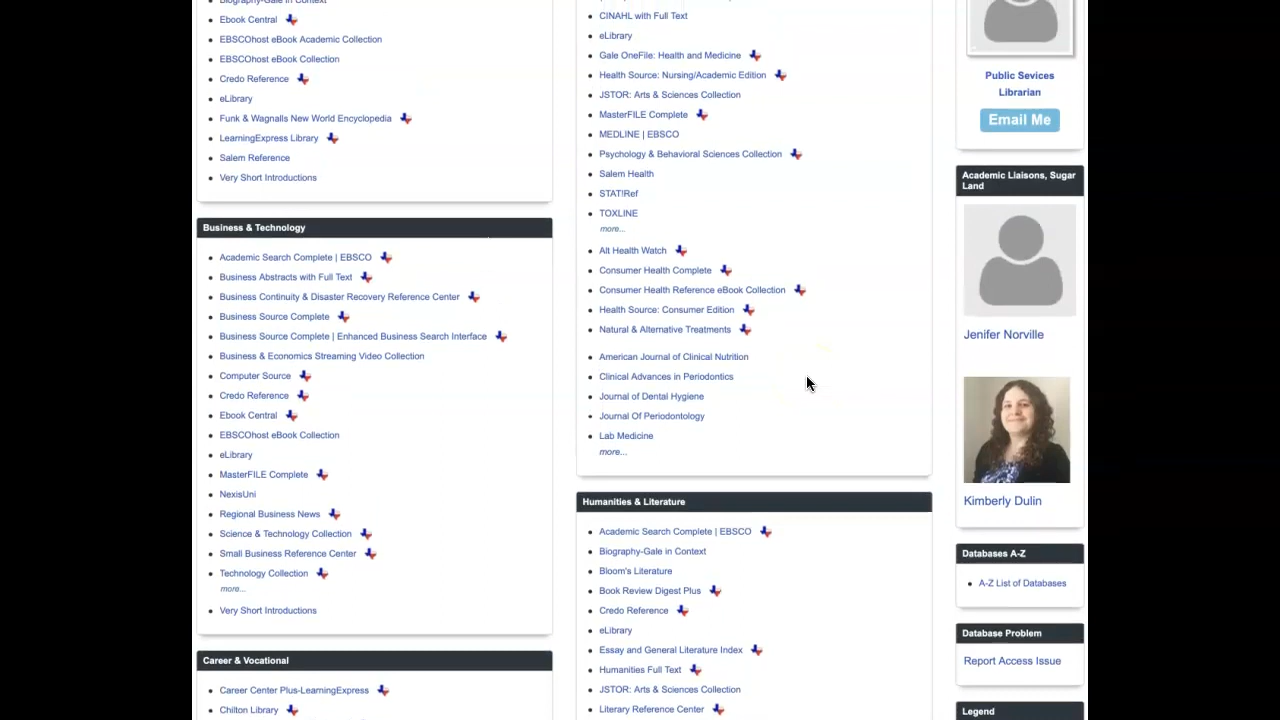 Biography-Gale in Context
Ebook Central
EBSCOhost eBook Academic Collection
EBSCOhost eBook Collection
Credo Reference
eLibrary
Funk & Wagnalls New World Encyclopedia
LearningExpress Library
Salem Reference
Very Short Introductions
Business & Technology
Academic Search Complete | EBSCO
Business Abstracts with Full Text
Business Continuity & Disaster Recovery Reference Center
Business Source Complete
Business Source Complete | Enhanced Business Search Interface
Business & Economics Streaming Video Collection
Computer Source
Credo Reference
Ebook Central
EBSCOhost eBook Collection
eLibrary
MasterFILE Complete
NexisUni
Regional Business News
Science & Technology Collection
Small Business Reference Center
Technology Collection
more...
Very Short Introductions
Career & Vocational
Career Center Plus-LearningExpress
Chilton Library
CINAHL with Full Text
eLibrary
Gale OneFile: Health and Medicine
Health Source: Nursing/Academic Edition
JSTOR: Arts & Sciences Collection
MasterFILE Complete
MEDLINE | EBSCO
Psychology & Behavioral Sciences Collection
Salem Health
STAT!Ref
TOXLINE
more...
Alt Health Watch
Consumer Health Complete
Consumer Health Reference eBook Collection
Health Source: Consumer Edition
Natural & Alternative Treatments
American Journal of Clinical Nutrition
Clinical Advances in Periodontics
Journal of Dental Hygiene
Journal Of Periodontology
Lab Medicine
more...
Humanities & Literature
Academic Search Complete | EBSCO
Biography-Gale in Context
Bloom's Literature
Book Review Digest Plus
Credo Reference
eLibrary
Essay and General Literature Index
Humanities Full Text
JSTOR: Arts & Sciences Collection
Literary Reference Center
Public Sevices
Librarian
Email Me
Academic Liaisons, Sugar
Land
Jenifer Norville
Kimberly Dulin
Databases A-Z
A-Z List of Databases
Database Problem
Report Access Issue
Legend